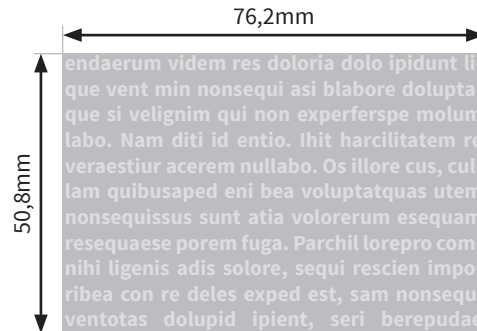 76,2mm
50,8mm
endaerum videm res doloria dolo ipidunt li
que vent min nonsequi asi blabore dolupta
que si velignim qui non experferspe molum
labo. Nam diti id entio. Ihit harcilitatem re
veraestiur acerem nullabo. Os illore cus, cul
lam quibusaped eni bea voluptatquas utem
nonsequissus sunt atia volorerum esequam
resequaese porem fuga. Parchil lorepro com
nihi ligenis adis solore, sequi rescien impo
ribea con re deles exped est, sam nonsequ
ventotas dolupid ipient, seri berepudae